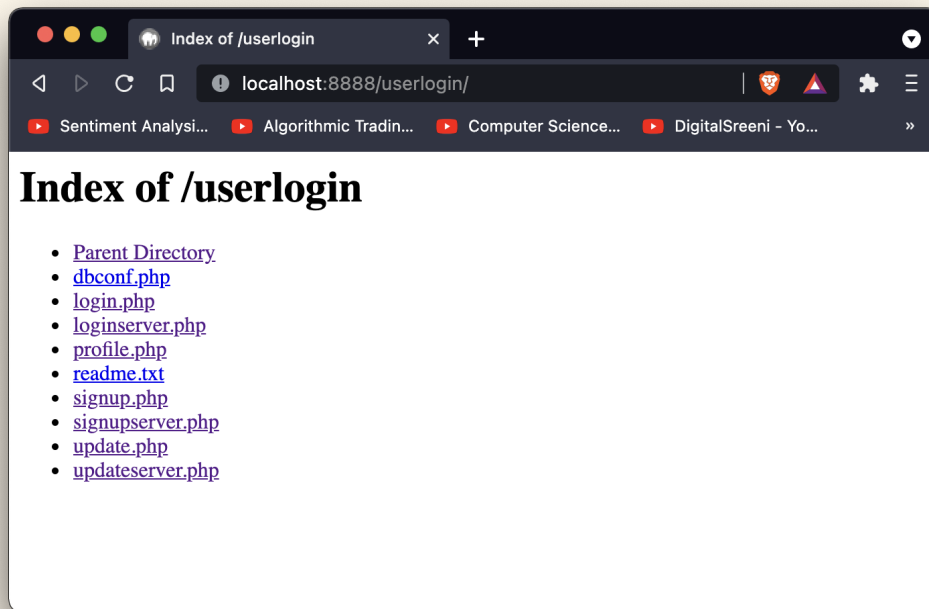 Index of /userlogin
localhost:8888/userlogin/
Sentiment Analysi... Algorithmic Tradin... Computer Science... DigitalSreeni - Yo... »
Index of /userlogin
• Parent Directory
• dbconf.php
• login.php
• loginserver.php
• profile.php
• readme.txt
• signup.php
• signupserver.php
• update.php
• updateserver.php